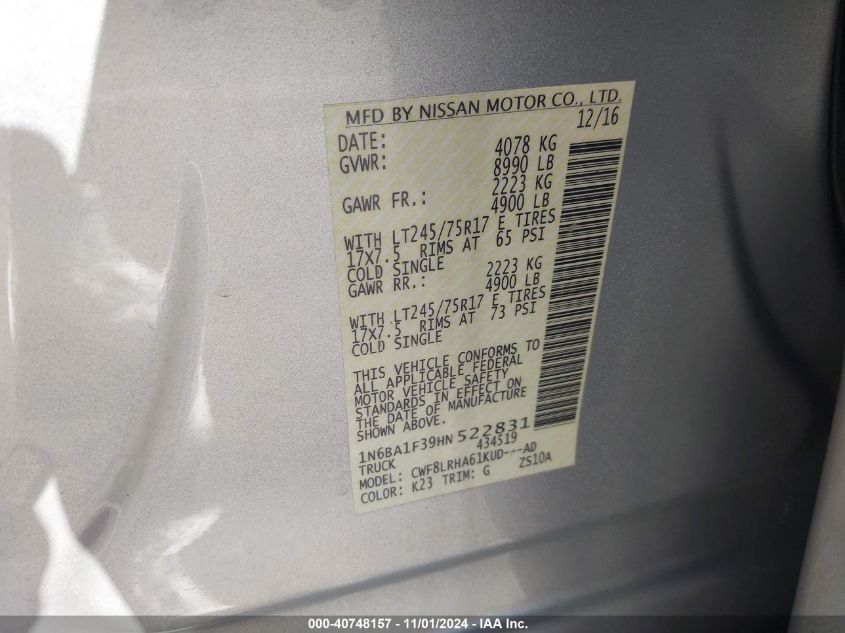 MFD BY NISSAN MOTOR CO., LTD.
DATE: 12/16
GVWR: 4078 KG
8990 LB
GAWR FR.: 2223 KG
4900 LB
WITH LT245/75R17 E TIRES
17X7.5 RIMS AT 65 PSI
COLD SINGLE
GAWR RR.: 2223 KG
4900 LB
WITH LT245/75R17 E TIRES
17X7.5 RIMS AT 73 PSI
COLD SINGLE
THIS VEHICLE CONFORMS TO
ALL APPLICABLE FEDERAL
MOTOR VEHICLE SAFETY
STANDARDS IN EFFECT ON
THE DATE OF MANUFACTURE
SHOWN ABOVE.
1N6BA1F39HN522831
TRUCK 434519
MODEL: CWF8LRHA61KUD---AD
COLOR: K23 TRIM: G ZS10A
000-40748157 - 11/01/2024 - IAA Inc.